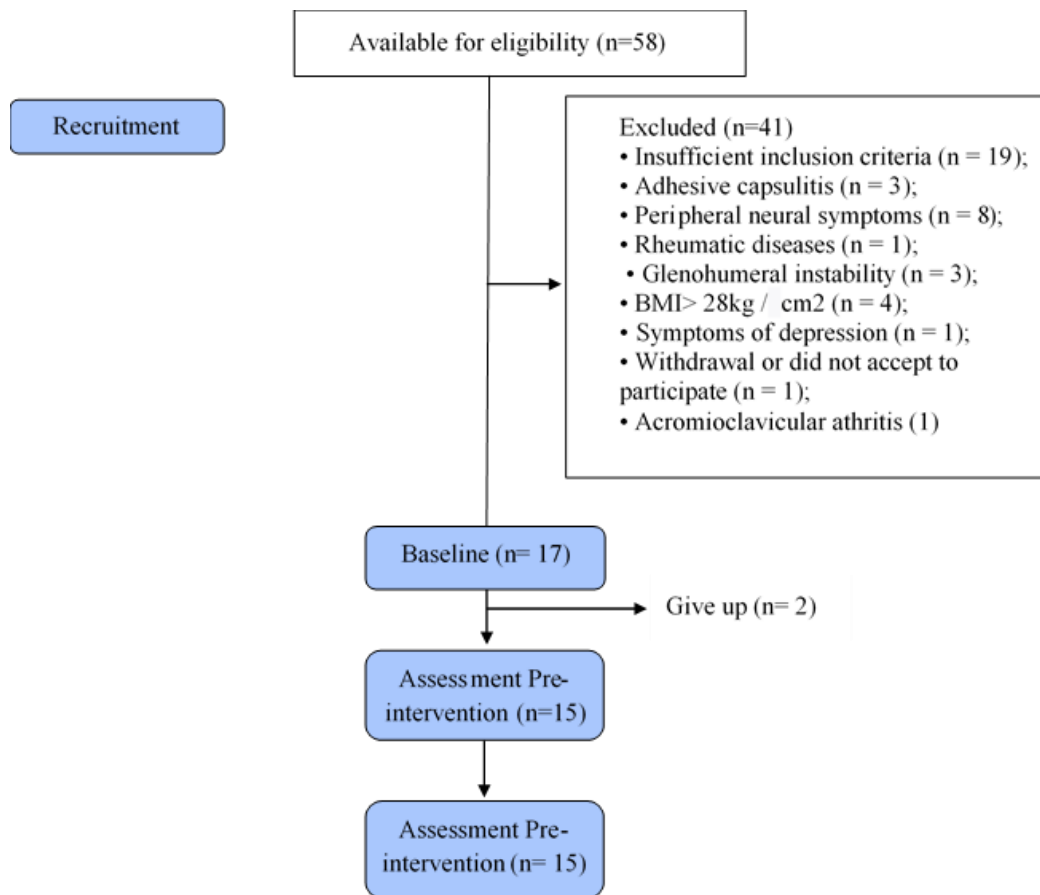 Available for eligibility (n=58)
Recruitment
Excluded (n=41)
• Insufficient inclusion criteria (n = 19);
• Adhesive capsulitis (n = 3);
• Peripheral neural symptoms (n = 8);
• Rheumatic diseases (n = 1);
• Glenohumeral instability (n = 3);
• BMI> 28kg / cm2 (n = 4);
• Symptoms of depression (n = 1);
• Withdrawal or did not accept to
participate (n = 1);
• Acromioclavicular athritis (1)
Baseline (n= 17)
Give up (n= 2)
Assessment Pre-
intervention (n=15)
Assessment Pre-
intervention (n= 15)